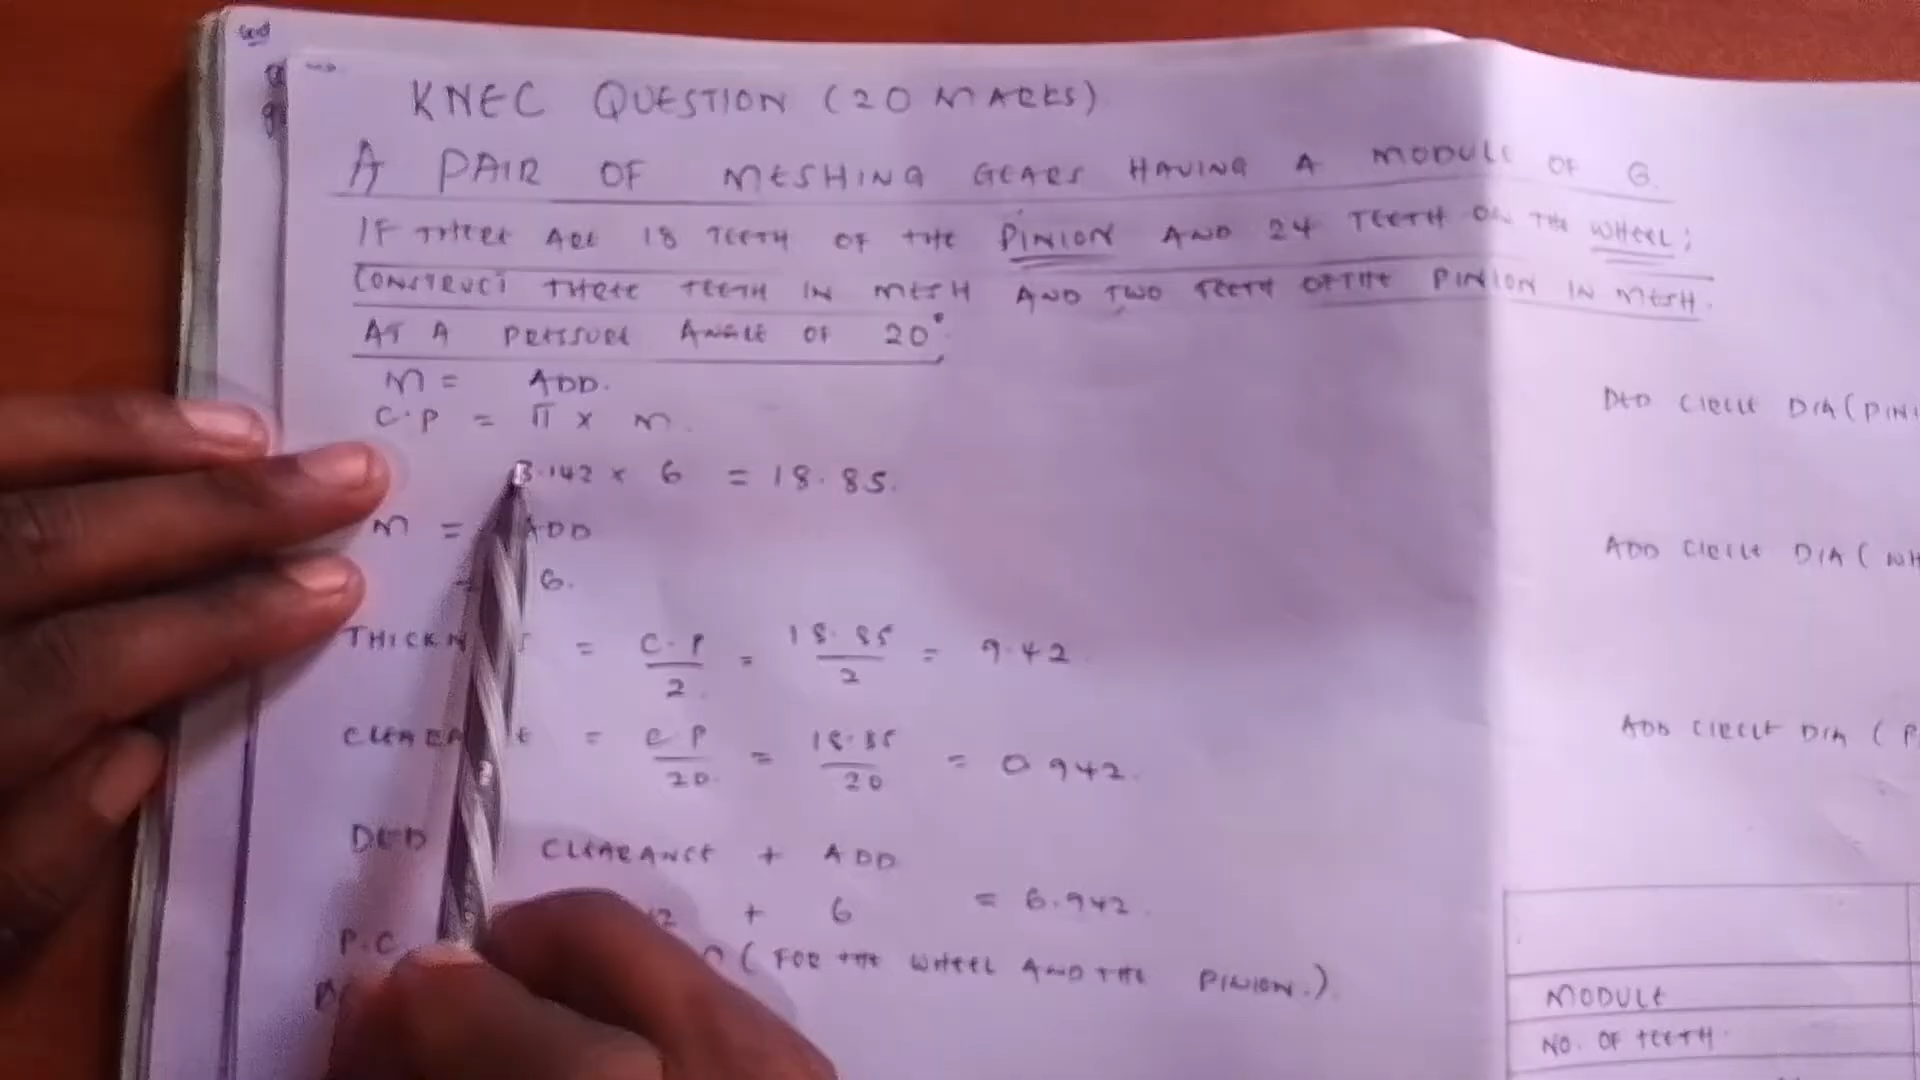 KNEC QUESTION (20 MARKS)
A PAIR OF MESHING GEARS HAVING A MODULE OF 6.
IF THERE ARE 18 TEETH OF THE PINION AND 24 TEETH ON THE WHEEL;
CONSTRUCT THREE TEETH IN MESH AND TWO TEETH OF THE PINION IN MESH.
AT A PRESSURE ANGLE OF 20°.
M = ADD.
C.P = π × m.
3.142 × 6 = 18.85.
M = ADD
6.
THICKN = C.P/2 = 18.85/2 = 9.42
CLEARA = CP/20 = 18.85/20 = 0.942.
DED CLEARANCE + ADD
+ 6 = 6.942.
P.C (FOR THE WHEEL AND THE PINION.)
DED CIRCLE DIA (PINI
ADD CIRCLE DIA (WH
ADD CIRCLE DIA (P
MODULE
NO. OF TEETH